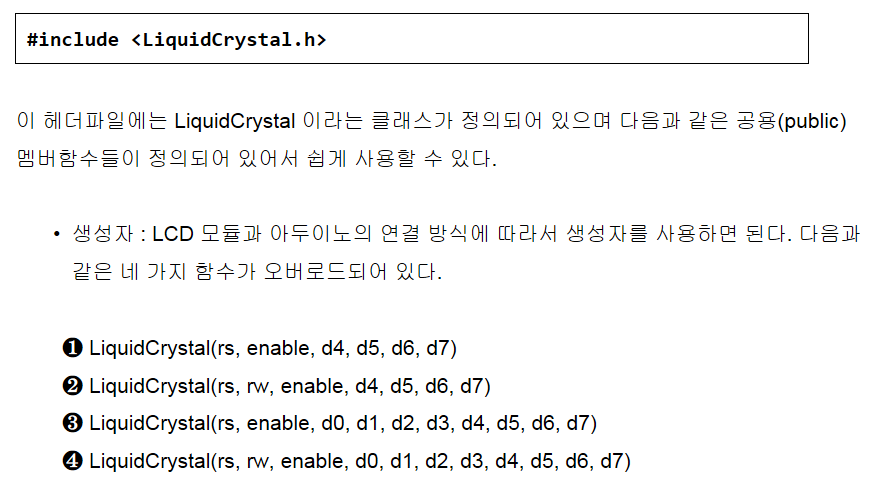 #include <LiquidCrystal.h>
이 헤더파일에는 LiquidCrystal 이라는 클래스가 정의되어 있으며 다음과 같은 공용(public)
멤버함수들이 정의되어 있어서 쉽게 사용할 수 있다.
• 생성자 : LCD 모듈과 아두이노의 연결 방식에 따라서 생성자를 사용하면 된다. 다음과
같은 네 가지 함수가 오버로드되어 있다.
❶ LiquidCrystal(rs, enable, d4, d5, d6, d7)
❷ LiquidCrystal(rs, rw, enable, d4, d5, d6, d7)
❸ LiquidCrystal(rs, enable, d0, d1, d2, d3, d4, d5, d6, d7)
❹ LiquidCrystal(rs, rw, enable, d0, d1, d2, d3, d4, d5, d6, d7)